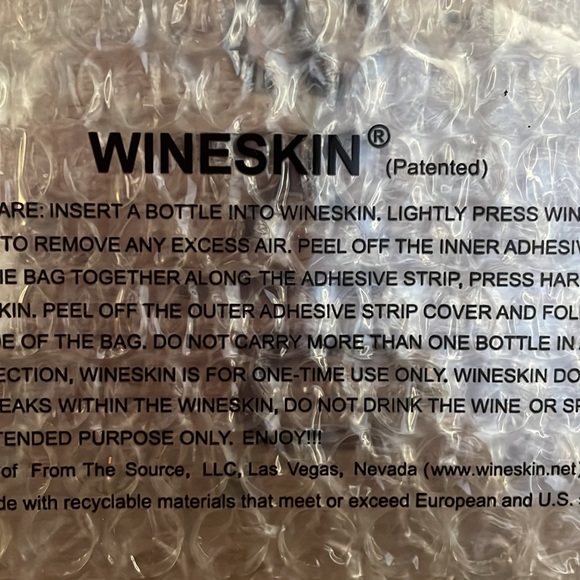 WINESKIN® (Patented)
ARE: INSERT A BOTTLE INTO WINESKIN. LIGHTLY PRESS WIN
TO REMOVE ANY EXCESS AIR. PEEL OFF THE INNER ADHESIV
HE BAG TOGETHER ALONG THE ADHESIVE STRIP, PRESS HAR
KIN. PEEL OFF THE OUTER ADHESIVE STRIP COVER AND FOL
DE OF THE BAG. DO NOT CARRY MORE THAN ONE BOTTLE IN
ECTION, WINESKIN IS FOR ONE-TIME USE ONLY. WINESKIN DO
EAKS WITHIN THE WINESKIN, DO NOT DRINK THE WINE OR SP
TENDED PURPOSE ONLY. ENJOY!!!
of From The Source, LLC, Las Vegas, Nevada (www.wineskin.net)
de with recyclable materials that meet or exceed European and U.S.